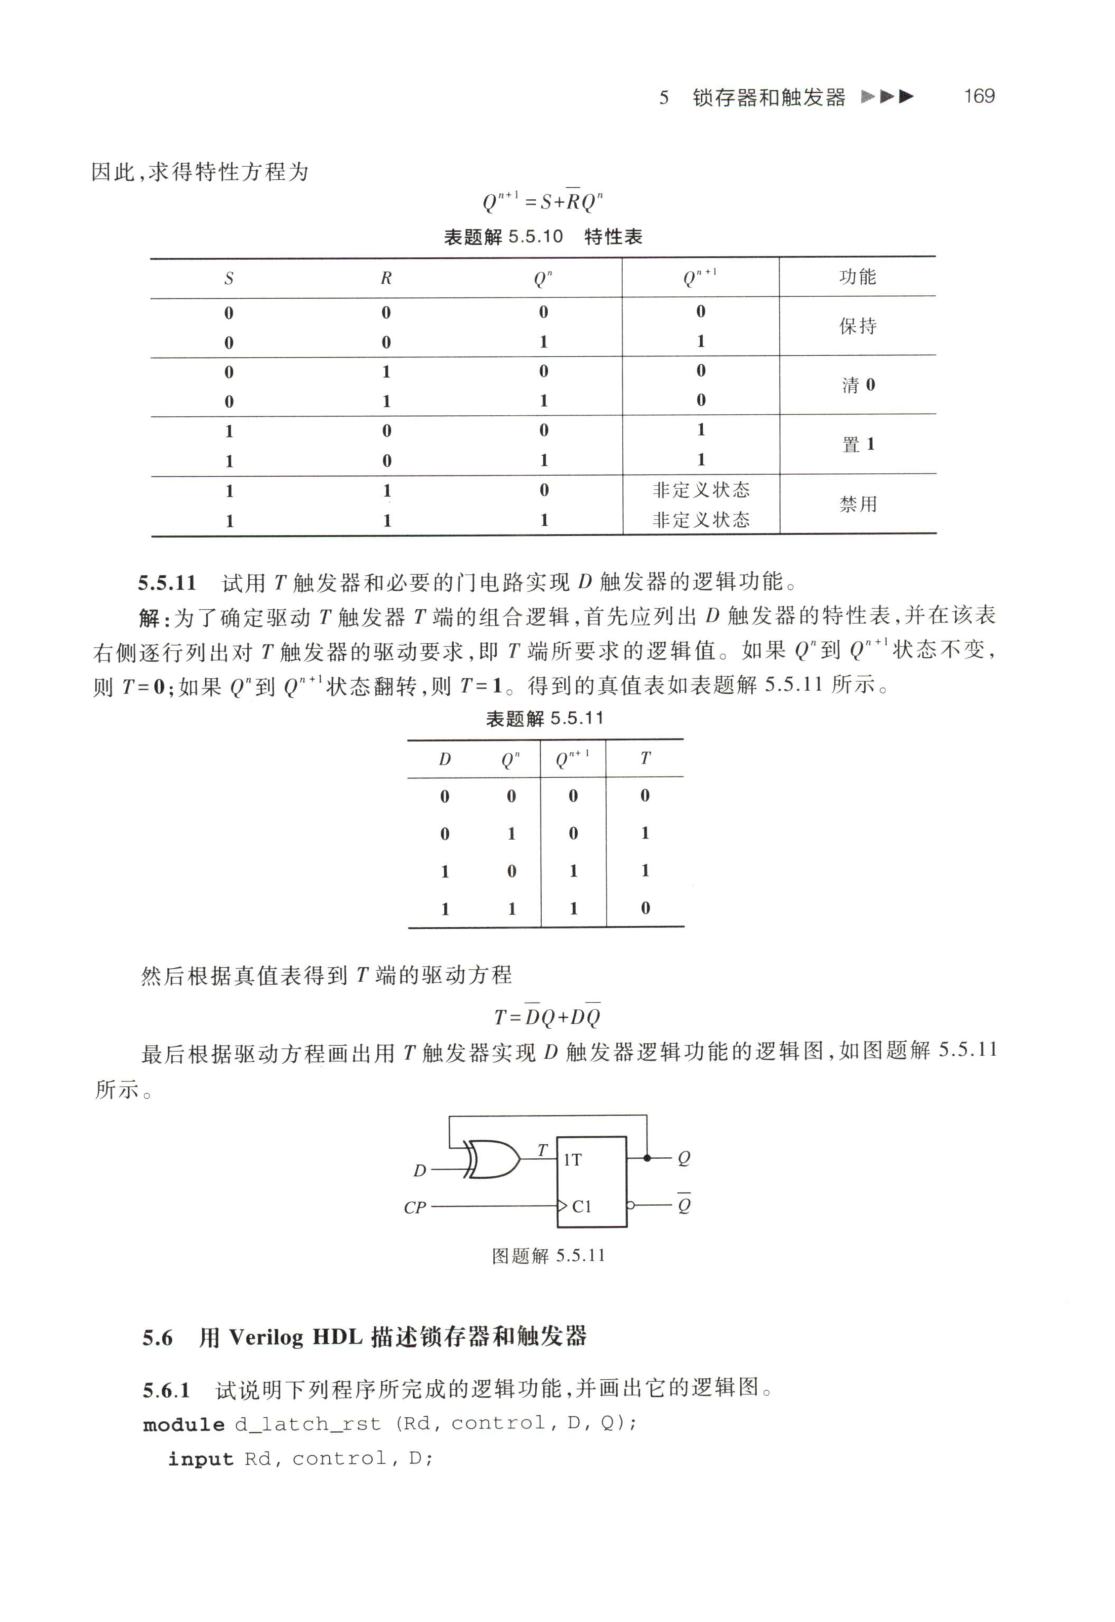 5 锁存器和触发器 ▶▶▶ 169
因此,求得特性方程为
Qⁿ⁺¹=S+R̅Qⁿ
表题解 5.5.10 特性表
S R Qⁿ Qⁿ⁺¹ 功能
0 0 0 0 保持
0 0 1 1
0 1 0 0 清 0
0 1 1 0
1 0 0 1 置 1
1 0 1 1
1 1 0 非定义状态 禁用
1 1 1 非定义状态
5.5.11 试用 T 触发器和必要的门电路实现 D 触发器的逻辑功能。
解:为了确定驱动 T 触发器 T 端的组合逻辑,首先应列出 D 触发器的特性表,并在该表
右侧逐行列出对 T 触发器的驱动要求,即 T 端所要求的逻辑值。如果 Qⁿ到 Qⁿ⁺¹状态不变,
则 T=0;如果 Qⁿ到 Qⁿ⁺¹状态翻转,则 T=1。得到的真值表如表题解 5.5.11 所示。
表题解 5.5.11
D Qⁿ Qⁿ⁺¹ T
0 0 0 0
0 1 0 1
1 0 1 1
1 1 1 0
然后根据真值表得到 T 端的驱动方程
T=D̅Q+DQ̅
最后根据驱动方程画出用 T 触发器实现 D 触发器逻辑功能的逻辑图,如图题解 5.5.11
所示。
T 1T Q
D
CP C1 Q̅
图题解 5.5.11
5.6 用 Verilog HDL 描述锁存器和触发器
5.6.1 试说明下列程序所完成的逻辑功能,并画出它的逻辑图。
module d_latch_rst (Rd, control, D, Q);
input Rd, control, D;